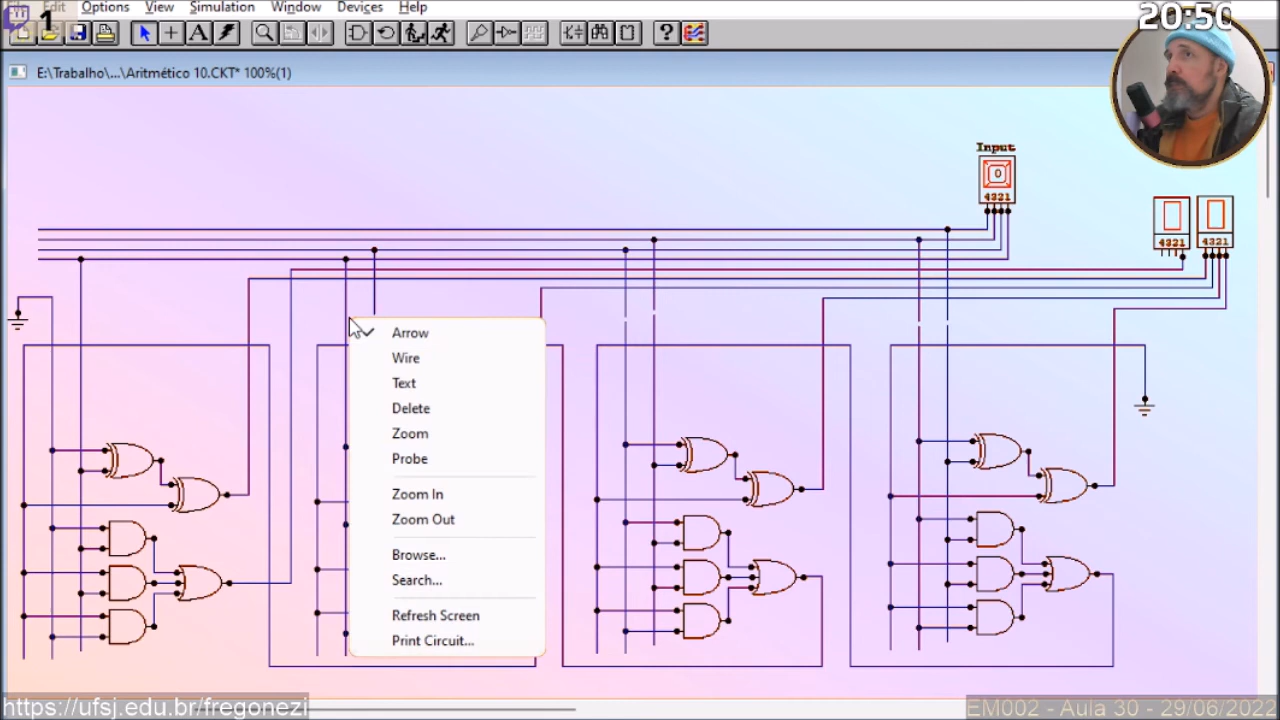 Edit Options View Simulation Window Devices Help
1
20:50
E:\Trabalho\...\Aritmético 10.CKT* 100%(1)
Input
0
4321
4321
4321
Arrow
Wire
Text
Delete
Zoom
Probe
Zoom In
Zoom Out
Browse...
Search...
Refresh Screen
Print Circuit...
https://ufsj.edu.br/fregonezi
EM002 - Aula 30 - 29/06/2022